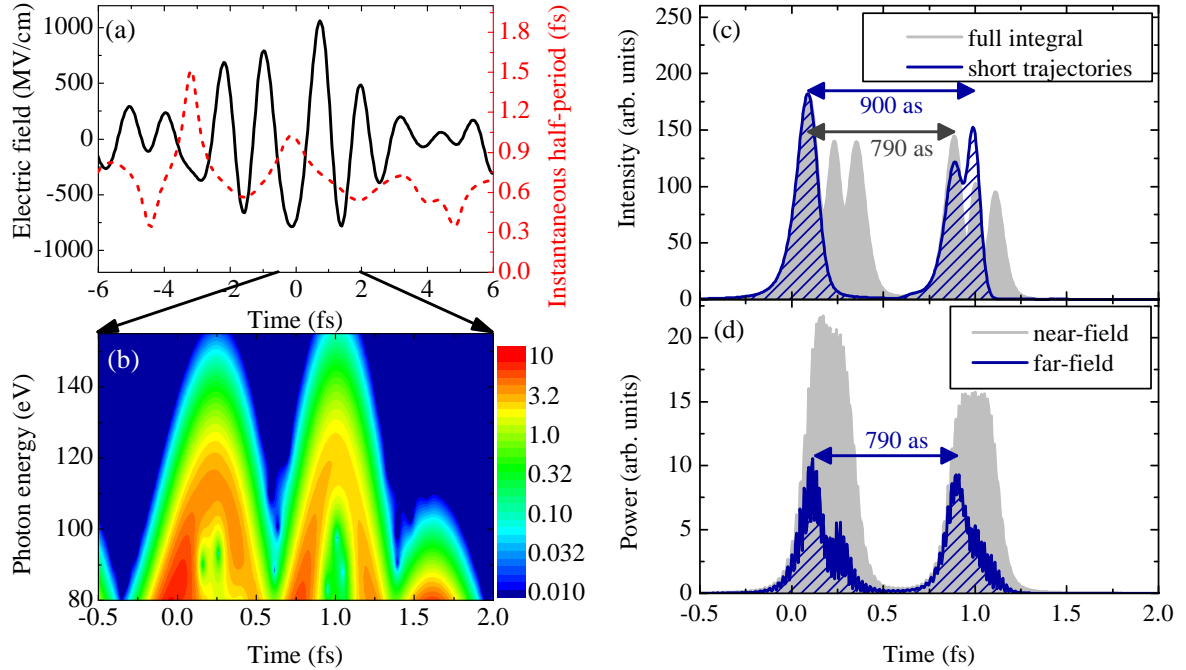 (a)
Electric field (MV/cm)
1000
500
0
-500
-1000
Instantaneous half-period (fs)
1.8
1.5
1.2
0.9
0.6
0.3
0.0
-6 -4 -2 0 2 4 6
Time (fs)
(b)
Photon energy (eV)
140
120
100
80
10
3.2
1.0
0.32
0.10
0.032
0.010
0.0 0.5 1.0 1.5 2.0
-0.5
Time (fs)
(c)
full integral
short trajectories
900 as
790 as
Intensity (arb. units)
250
200
150
100
50
0
(d)
near-field
far-field
790 as
Power (arb. units)
20
15
10
5
0
-0.5 0.0 0.5 1.0 1.5 2.0
Time (fs)